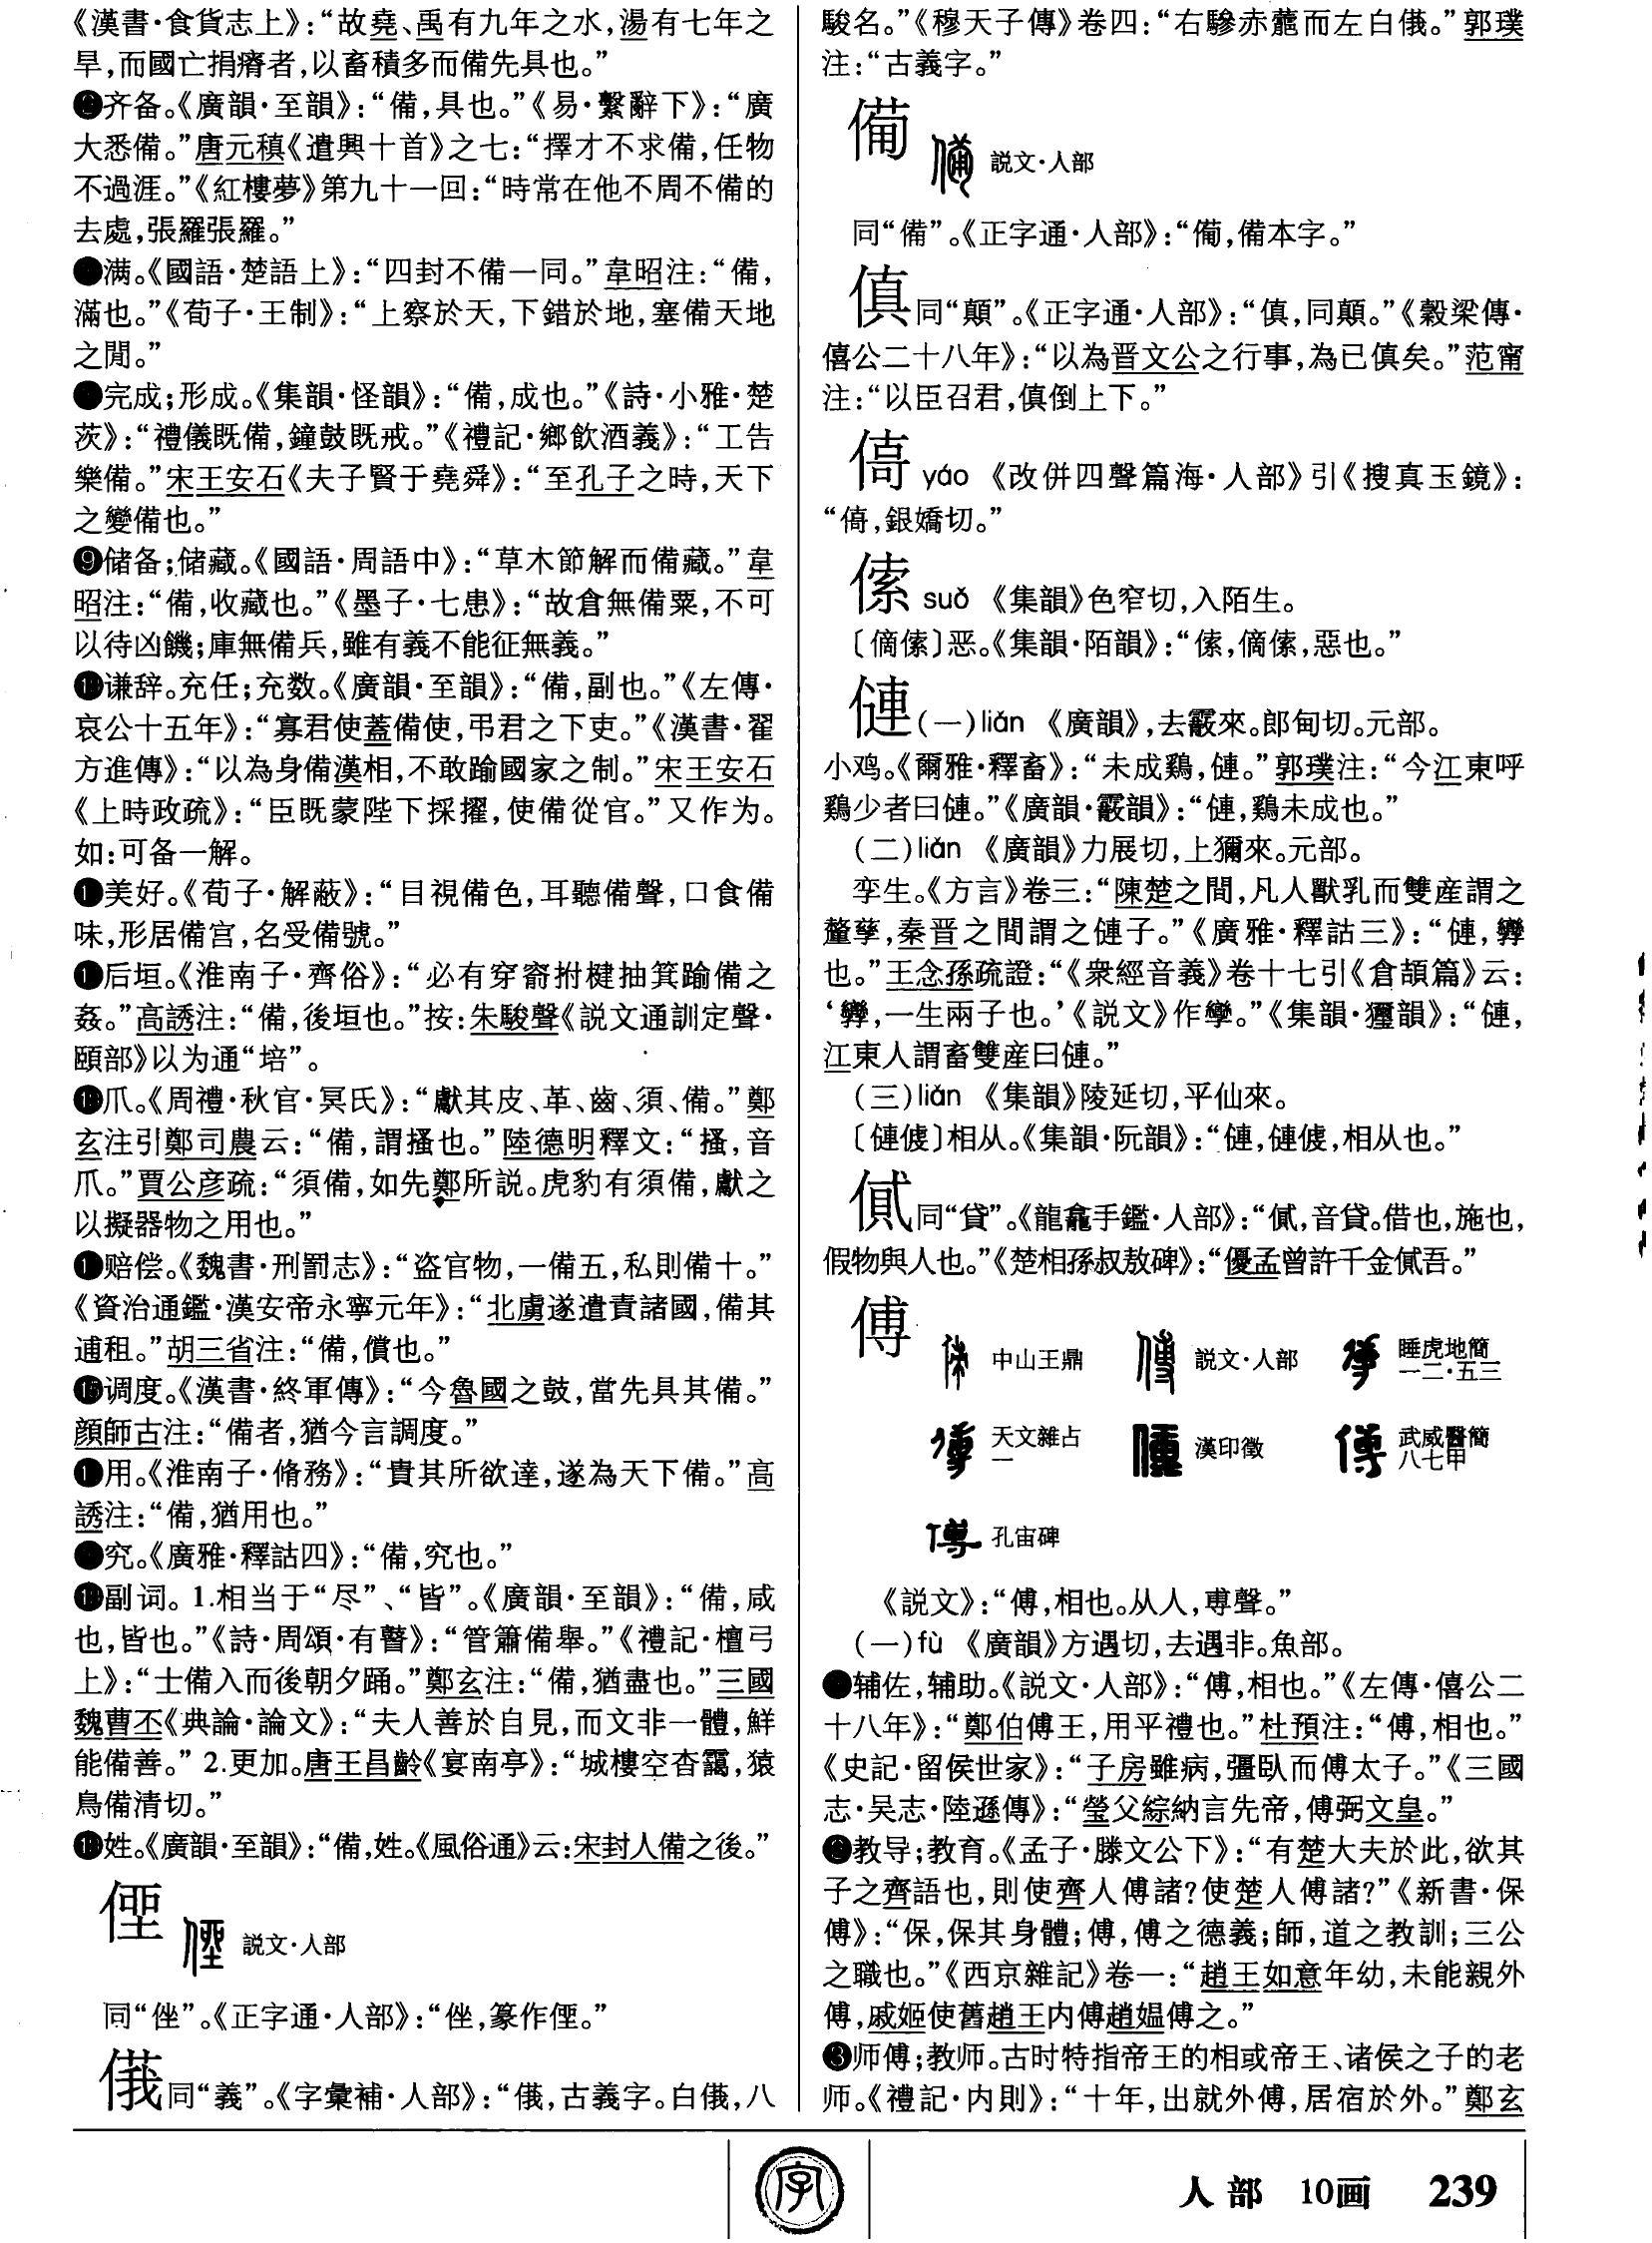 《漢書·食貨志上》：“故堯、禹有九年之水，湯有七年之
旱，而國亡捐瘠者，以畜積多而備先具也。”
齐备。《廣韻·至韻》：“備，具也。”《易·繫辭下》：“廣
大悉備。”唐元稹《遣興十首》之七：“擇才不求備，任物
不過涯。”《紅樓夢》第九十一回：“時常在他不周不備的
去處，張羅張羅。”
满。《國語·楚語上》：“四封不備一同。”韋昭注：“備，
滿也。”《荀子·王制》：“上察於天，下錯於地，塞備天地
之閒。”
完成；形成。《集韻·怪韻》：“備，成也。”《詩·小雅·楚
茨》：“禮儀既備，鐘鼓既戒。”《禮記·鄉飲酒義》：“工告
樂備。”宋王安石《夫子賢于堯舜》：“至孔子之時，天下
之變備也。”
❾储备；储藏。《國語·周語中》：“草木節解而備藏。”韋
昭注：“備，收藏也。”《墨子·七患》：“故倉無備粟，不可
以待凶饑；庫無備兵，雖有義不能征無義。”
谦辞。充任；充数。《廣韻·至韻》：“備，副也。”《左傳·
哀公十五年》：“寡君使蓋備使，弔君之下吏。”《漢書·翟
方進傳》：“以為身備漢相，不敢踰國家之制。”宋王安石
《上時政疏》：“臣既蒙陛下採擢，使備從官。”又作为。
如：可备一解。
美好。《荀子·解蔽》：“目視備色，耳聽備聲，口食備
味，形居備宫，名受備號。”
后垣。《淮南子·齊俗》：“必有穿窬拊楗抽箕踰備之
姦。”高誘注：“備，後垣也。”按：朱駿聲《説文通訓定聲·
頤部》以为通“培”。
爪。《周禮·秋官·冥氏》：“獻其皮、革、齒、須、備。”鄭
玄注引鄭司農云：“備，謂搔也。”陸德明釋文：“搔，音
爪。”賈公彦疏：“須備，如先鄭所説。虎豹有須備，獻之
以擬器物之用也。”
赔偿。《魏書·刑罰志》：“盗官物，一備五，私則備十。”
《資治通鑑·漢安帝永寧元年》：“北虜遂遣責諸國，備其
逋租。”胡三省注：“備，償也。”
⓯调度。《漢書·終軍傳》：“今魯國之鼓，當先具其備。”
顔師古注：“備者，猶今言調度。”
用。《淮南子·脩務》：“貴其所欲達，遂為天下備。”高
誘注：“備，猶用也。”
究。《廣雅·釋詁四》：“備，究也。”
副词。1.相当于“尽”、“皆”。《廣韻·至韻》：“備，咸
也，皆也。”《詩·周頌·有瞽》：“管簫備舉。”《禮記·檀弓
上》：“士備入而後朝夕踊。”鄭玄注：“備，猶盡也。”三國
魏曹丕《典論·論文》：“夫人善於自見，而文非一體，鮮
能備善。”2.更加。唐王昌齡《宴南亭》：“城樓空杳靄，猿
鳥備清切。”
姓。《廣韻·至韻》：“備，姓。《風俗通》云：宋封人備之後。”
説文·人部
同“侳”。《正字通·人部》：“侳，篆作𠊧。”
同“義”。《字彙補·人部》：“𠐀，古義字。白𠐀，八
駿名。”《穆天子傳》卷四：“右驂赤蘎而左白𠐀。”郭璞
注：“古義字。”
㒀
説文·人部
同“備”。《正字通·人部》：“㒀，備本字。”
傎同“顛”。《正字通·人部》：“傎，同顛。”《穀梁傳·
僖公二十八年》：“以為晋文公之行事，為已傎矣。”范甯
注：“以臣召君，傎倒上下。”
yáo 《改併四聲篇海·人部》引《搜真玉鏡》：
銀嬌切。”
傃 suǒ 《集韻》色窄切，入陌生。
惡也。”
僆(一)liǎn 《廣韻》，去霰來。郎甸切。元部。
小鸡。《爾雅·釋畜》：“未成鷄，僆。”郭璞注：“今江東呼
鷄少者曰僆。”《廣韻·霰韻》：“僆，鷄未成也。”
(二)liǎn 《廣韻》力展切，上獮來。元部。
孪生。《方言》卷三：“陳楚之間，凡人獸乳而雙産謂之
釐孳，秦晋之間謂之僆子。”《廣雅·釋詁三》：“僆，孿
也。”王念孫疏證：“《衆經音義》卷十七引《倉頡篇》云：
‘孿，一生兩子也。’《説文》作孿。”《集韻·獮韻》：“僆，
江東人謂畜雙産曰僆。”
(三)liǎn 《集韻》陵延切，平仙來。
〔僆㑮〕相从。《集韻·阮韻》：“僆，僆㑮，相从也。”
同“貸”。《龍龕手鑑·人部》：“貣，音貸。借也，施也，
假物與人也。”《楚相孫叔敖碑》：“優孟曾許千金貣吾。”
傅
中山王鼎 説文·人部 睡虎地簡一二·五三
天文雜占一 漢印徵 武威醫簡八七甲
孔宙碑
《説文》：“傅，相也。从人，尃聲。”
(一)fù 《廣韻》方遇切，去遇非。魚部。
辅佐，辅助。《説文·人部》：“傅，相也。”《左傳·僖公二
十八年》：“鄭伯傅王，用平禮也。”杜預注：“傅，相也。”
《史記·留侯世家》：“子房雖病，彊臥而傅太子。”《三國
志·吴志·陸遜傳》：“瑩父綜納言先帝，傅弼文皇。”
❷教导；教育。《孟子·滕文公下》：“有楚大夫於此，欲其
子之齊語也，則使齊人傅諸?使楚人傅諸?”《新書·保
傅》：“保，保其身體；傅，傅之德義；師，道之教訓；三公
之職也。”《西京雜記》卷一：“趙王如意年幼，未能親外
傅，戚姬使舊趙王内傅趙媪傅之。”
❸师傅；教师。古时特指帝王的相或帝王、诸侯之子的老
师。《禮記·内則》：“十年，出就外傅，居宿於外。”鄭玄
字
人部 10画 239